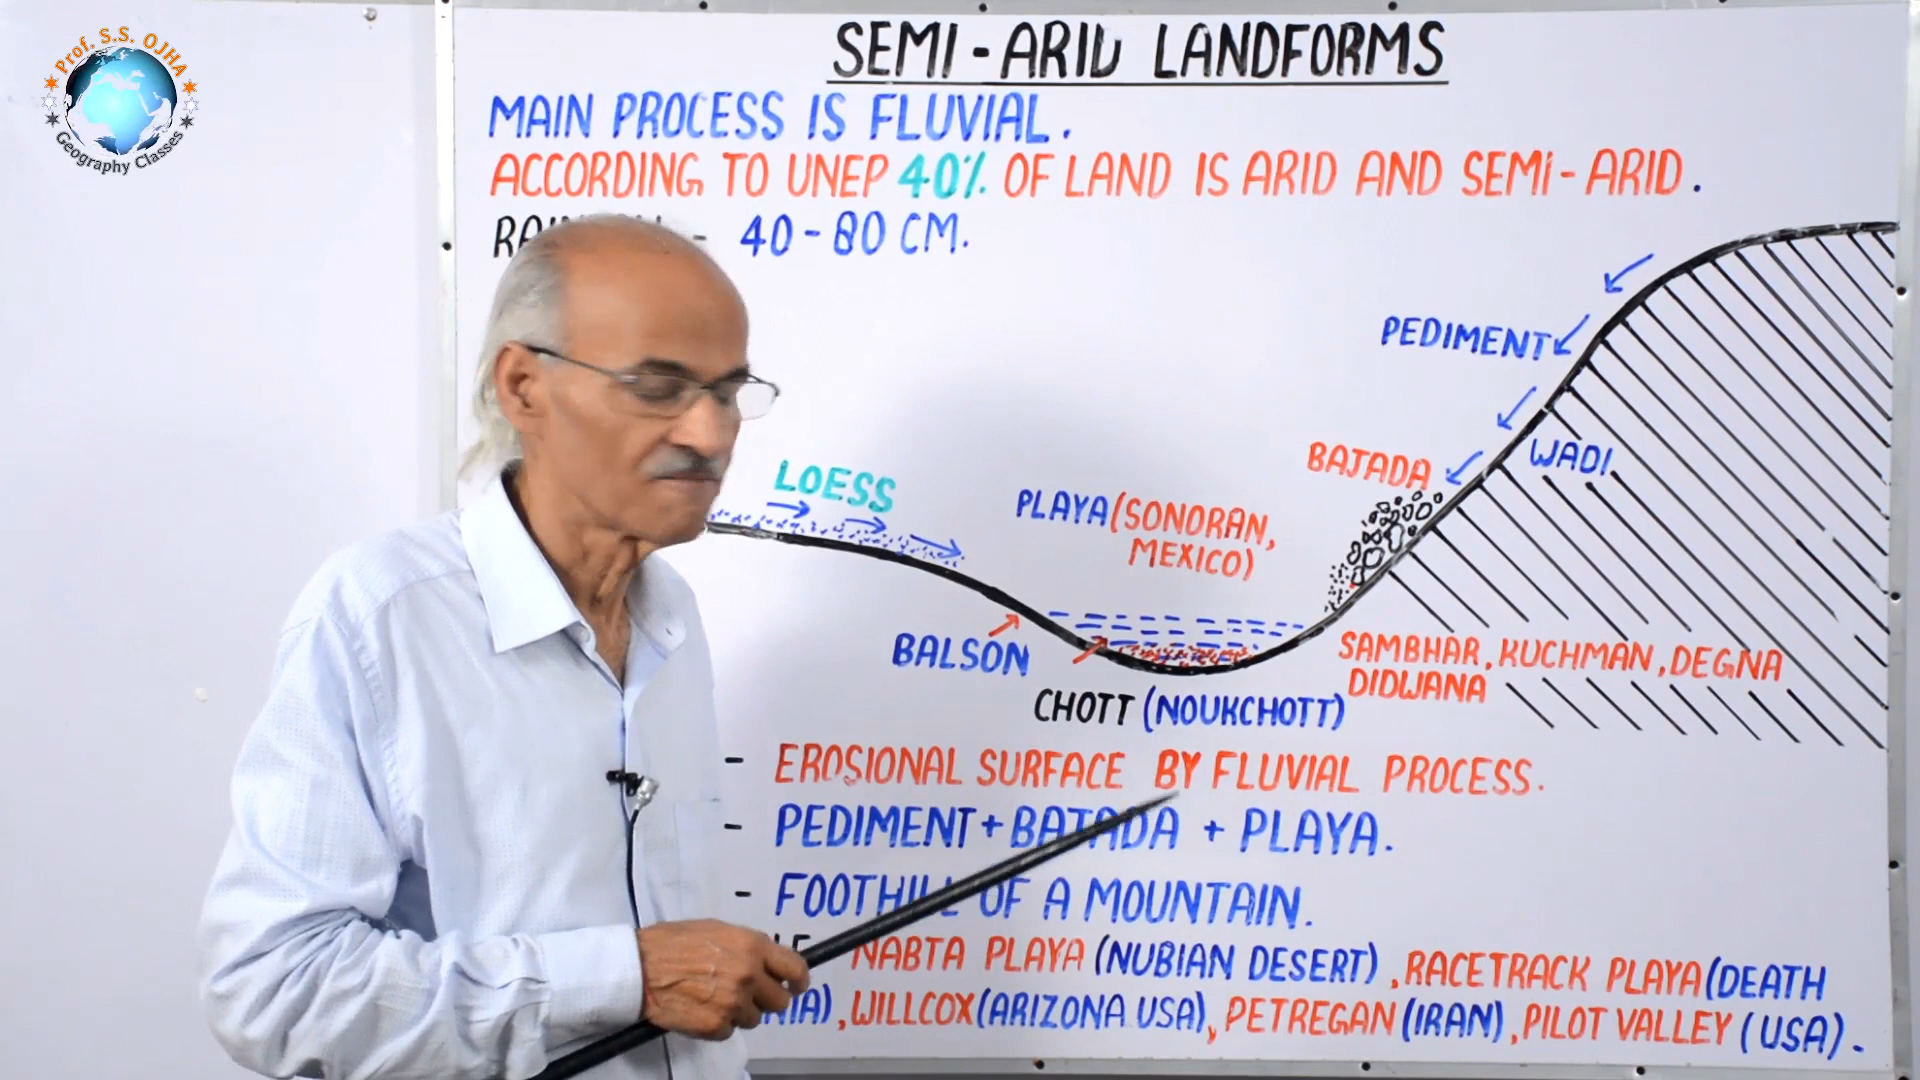 Prof. S.S. OJHA
Geography Classes
SEMI-ARID LANDFORMS
MAIN PROCESS IS FLUVIAL.
ACCORDING TO UNEP 40% OF LAND IS ARID AND SEMI-ARID.
- 40-80 CM.
PEDIMENT
WADI
BAJADA
LOESS
PLAYA (SONORAN,
MEXICO)
BALSON
SAMBHAR, KUCHMAN, DEGNA
DIDWANA
CHOTT (NOUKCHOTT)
- EROSIONAL SURFACE BY FLUVIAL PROCESS.
- PEDIMENT + BAJADA + PLAYA.
- FOOTHILL OF A MOUNTAIN.
NABTA PLAYA (NUBIAN DESERT), RACETRACK PLAYA (DEATH
), WILLCOX (ARIZONA USA), PETREGAN (IRAN), PILOT VALLEY (USA).